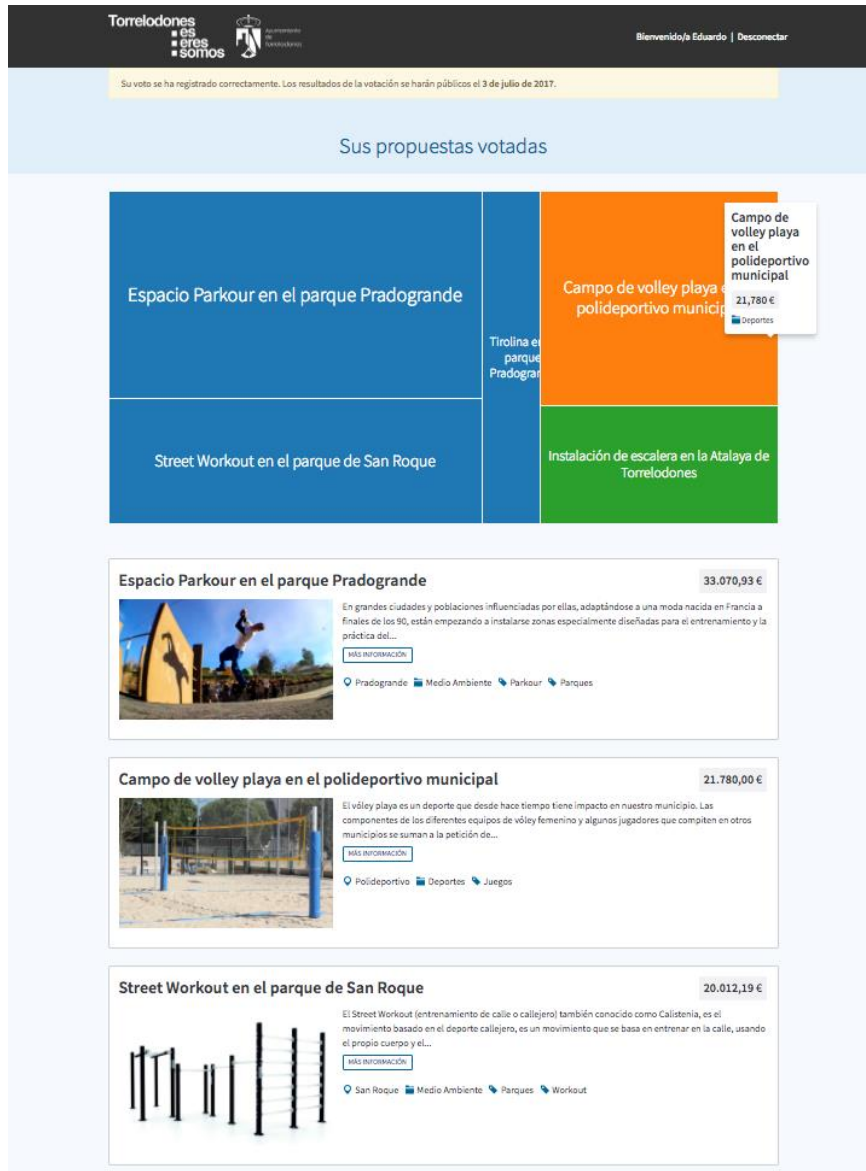 Torrelodones
es
eres
somos
Ayuntamiento
de
Torrelodones
Bienvenido/a Eduardo | Desconectar
Su voto se ha registrado correctamente. Los resultados de la votación se harán públicos el 3 de julio de 2017.
Sus propuestas votadas
Espacio Parkour en el parque Pradogrande
Street Workout en el parque de San Roque
Tirolina e
parque
Pradogra
Campo de volley playa
polideportivo munici
Instalación de escalera en la Atalaya de
Torrelodones
Campo de
volley playa
en el
polideportivo
municipal
21,780 €
Deportes
Espacio Parkour en el parque Pradogrande
33.070,93 €
En grandes ciudades y poblaciones influenciadas por ellas, adaptándose a una moda nacida en Francia a
finales de los 90, están empezando a instalarse zonas especialmente diseñadas para el entrenamiento y la
práctica del...
MÁS INFORMACIÓN
Pradogrande Medio Ambiente Parkour Parques
Campo de volley playa en el polideportivo municipal
21.780,00 €
El vóley playa es un deporte que desde hace tiempo tiene impacto en nuestro municipio. Las
componentes de los diferentes equipos de vóley femenino y algunos jugadores que compiten en otros
municipios se suman a la petición de...
MÁS INFORMACIÓN
Polideportivo Deportes Juegos
Street Workout en el parque de San Roque
20.012,19 €
El Street Workout (entrenamiento de calle o callejero) también conocido como Calistenia, es el
movimiento basado en el deporte callejero, es un movimiento que se basa en entrenar en la calle, usando
el propio cuerpo y el...
MÁS INFORMACIÓN
San Roque Medio Ambiente Parques Workout